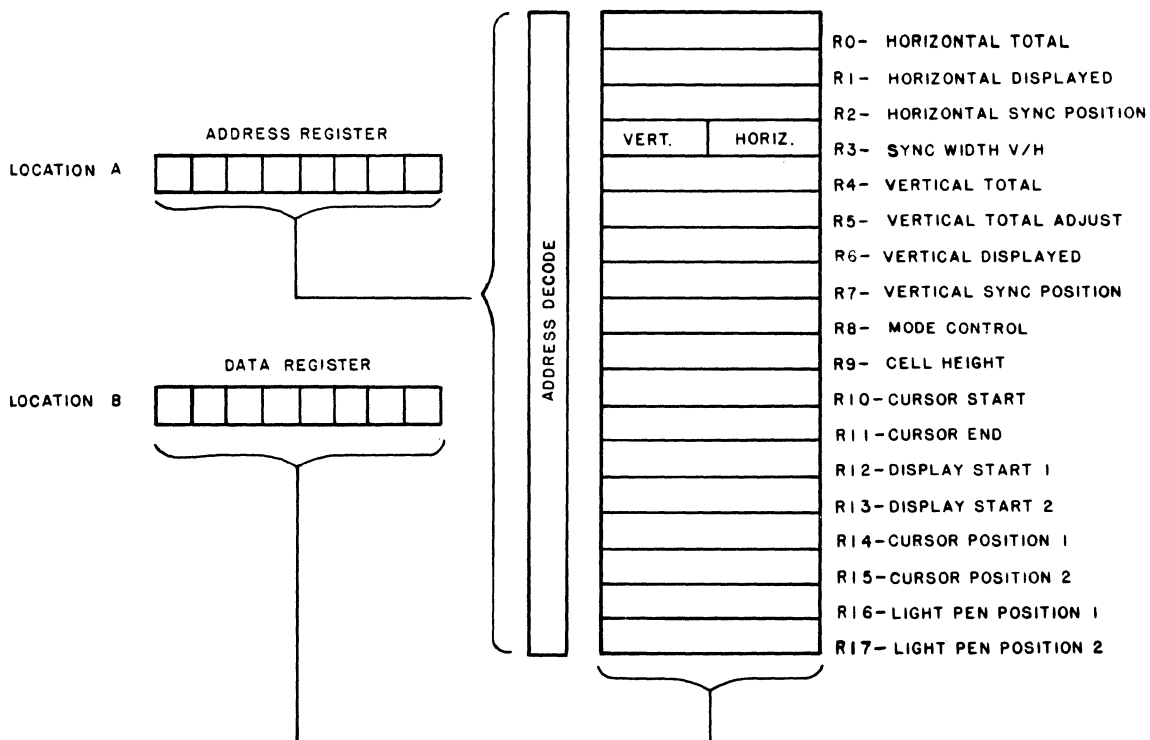 ADDRESS REGISTER
LOCATION A
DATA REGISTER
LOCATION B
ADDRESS DECODE
VERT. HORIZ.
R0- HORIZONTAL TOTAL
R1- HORIZONTAL DISPLAYED
R2- HORIZONTAL SYNC POSITION
R3- SYNC WIDTH V/H
R4- VERTICAL TOTAL
R5- VERTICAL TOTAL ADJUST
R6- VERTICAL DISPLAYED
R7- VERTICAL SYNC POSITION
R8- MODE CONTROL
R9- CELL HEIGHT
R10-CURSOR START
R11-CURSOR END
R12-DISPLAY START 1
R13-DISPLAY START 2
R14-CURSOR POSITION 1
R15-CURSOR POSITION 2
R16-LIGHT PEN POSITION 1
R17-LIGHT PEN POSITION 2